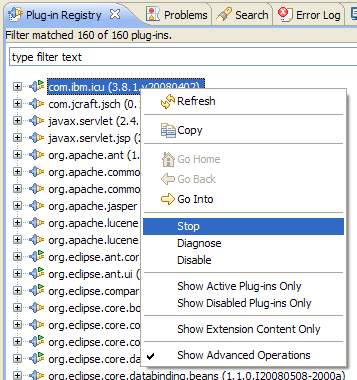 Plug-in Registry Problems Search Error Log
Filter matched 160 of 160 plug-ins.
type filter text
com.ibm.icu (3.8.1.v20080402)
com.jcraft.jsch (0.
javax.servlet (2.4.
javax.servlet.jsp (2
org.apache.ant (1.
org.apache.commo
org.apache.commo
org.apache.jasper
org.apache.lucene
org.apache.lucene
org.eclipse.ant.cor
org.eclipse.ant.ui (
org.eclipse.compar
org.eclipse.core.bo
org.eclipse.core.co
org.eclipse.core.co
org.eclipse.core.da
org.eclipse.core.databinding.beans (1.1.0.I20080508-2000a)
Refresh
Copy
Go Home
Go Back
Go Into
Stop
Diagnose
Disable
Show Active Plug-ins Only
Show Disabled Plug-ins Only
Show Extension Content Only
Show Advanced Operations